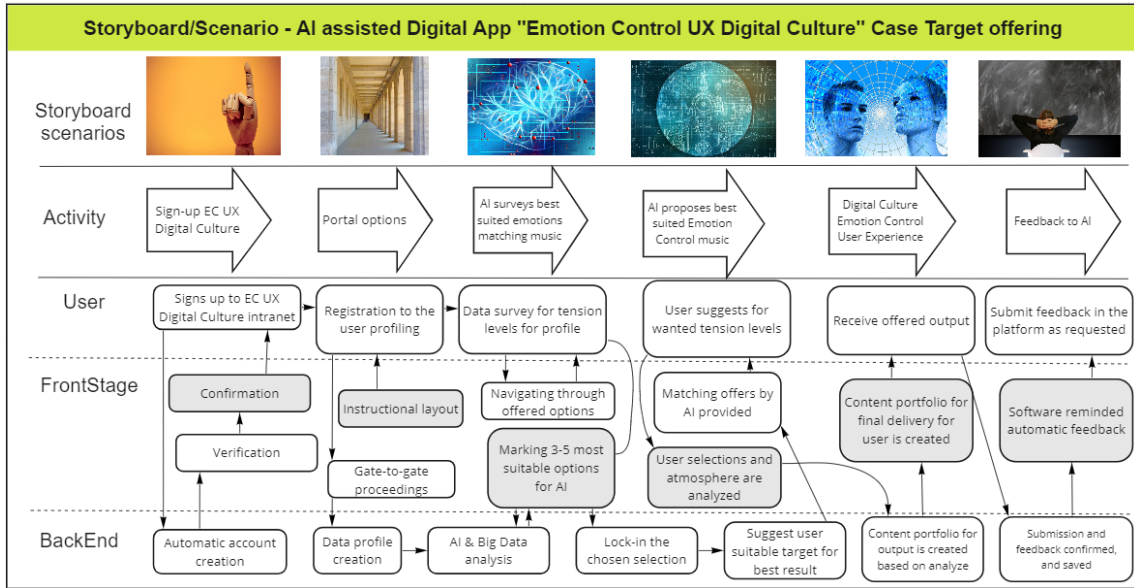 Storyboard/Scenario - AI assisted Digital App "Emotion Control UX Digital Culture" Case Target offering
Storyboard
scenarios
Activity
Sign-up EC UX
Digital Culture
Portal options
AI surveys best
suited emotions
matching music
AI proposes best
suited Emotion
Control music
Digital Culture
Emotion Control
User Experience
Feedback to AI
User
Signs up to EC UX
Digital Culture intranet
Registration to the
user profiling
Data survey for tension
levels for profile
User suggests for
wanted tension levels
Receive offered output
Submit feedback in the
platform as requested
FrontStage
Confirmation
Verification
Instructional layout
Gate-to-gate
proceedings
Navigating through
offered options
Marking 3-5 most
suitable options
for AI
Matching offers by
AI provided
User selections and
atmosphere are
analyzed
Content portfolio for
final delivery for
user is created
Software reminded
automatic feedback
BackEnd
Automatic account
creation
Data profile
creation
AI & Big Data
analysis
Lock-in the
chosen selection
Suggest user
suitable target for
best result
Content portfolio for
output is created
based on analyze
Submission and
feedback confirmed,
and saved